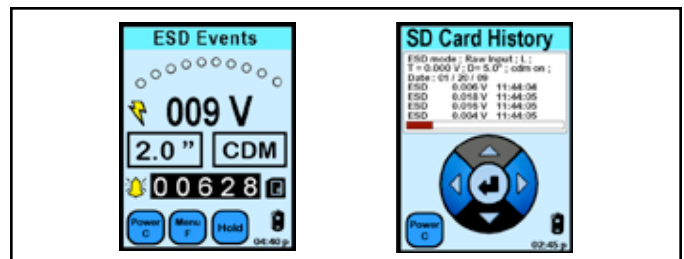 ESD Events
009 V
2.0 ” CDM
00628
Power C Menu F Hold
04:40 p
SD Card History
ESD mode ; Raw Input ; L ;
T = 0.000 V ; D= 5.0" ; cdm on ;
Date : 01 / 20 / 09
ESD 0.006 V 11:44:04
ESD 0.018 V 11:44:05
ESD 0.016 V 11:44:05
ESD 0.004 V 11:44:05
Power C
02:45 p